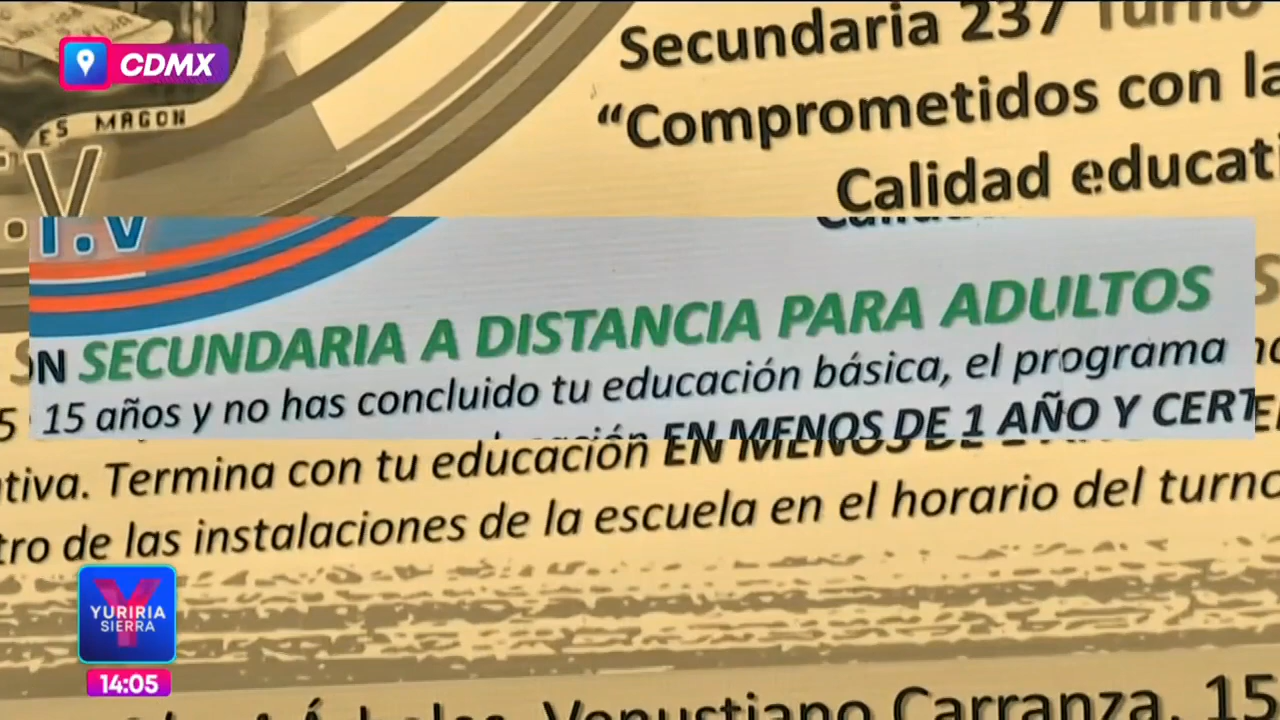 CDMX
Secundaria 237 Turno
“Comprometidos con la
Calidad educati
ES MAGON
T.V
SECUNDARIA A DISTANCIA PARA ADULTOS
15 años y no has concluido tu educación básica, el programa
EN MENOS DE 1 AÑO Y CERT
tiva. Termina con tu educación
tro de las instalaciones de la escuela en el horario del turno
YURIRIA
SIERRA
14:05
Venustiano Carranza, 15